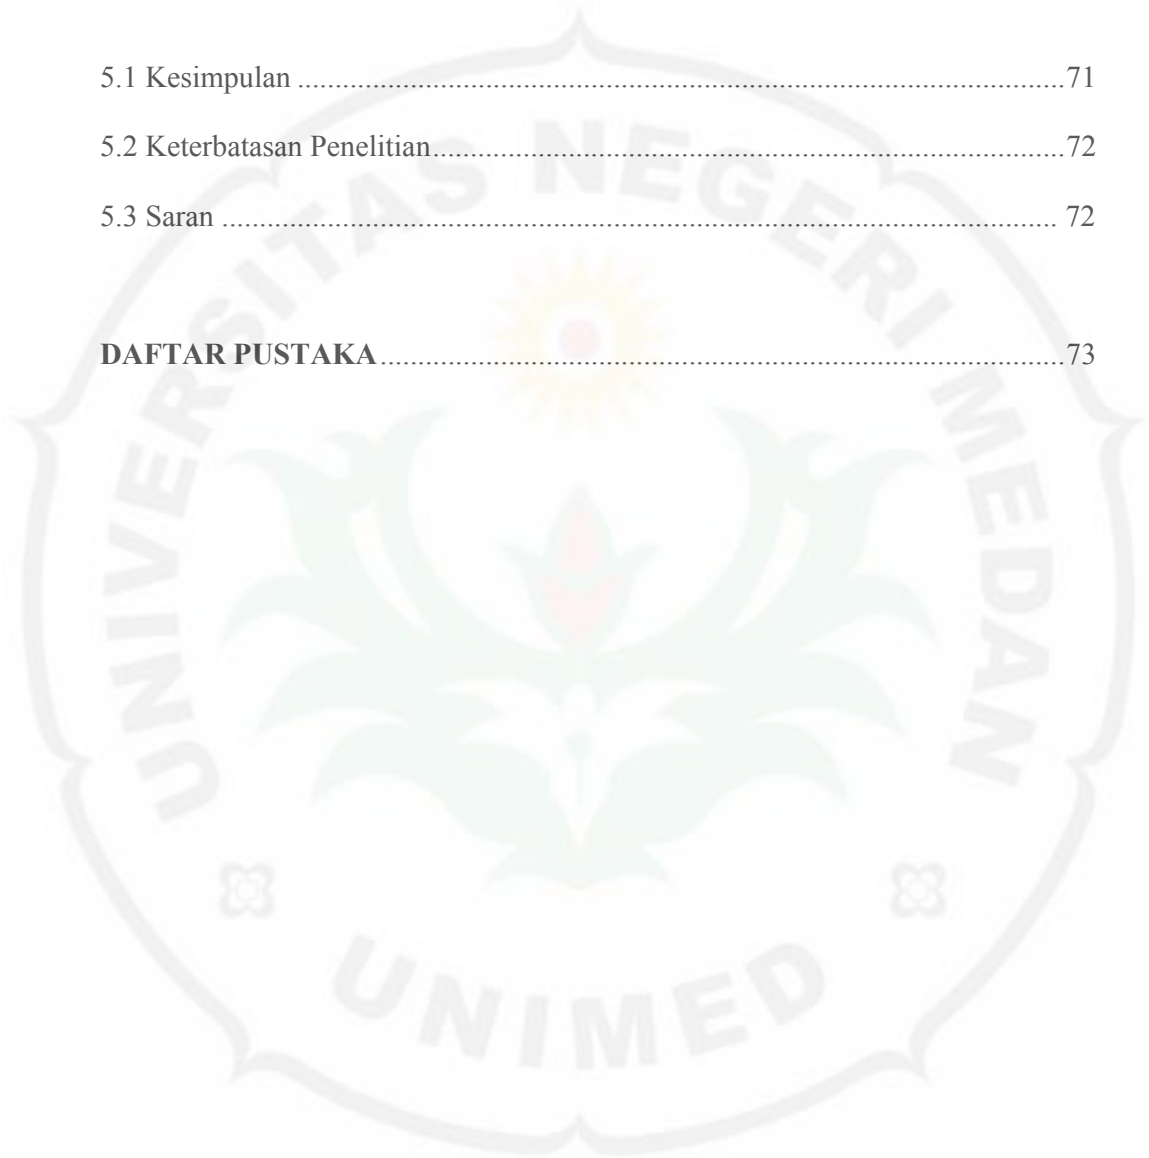 5.1 Kesimpulan ........................................................................................ 71
5.2 Keterbatasan Penelitian........................................................................ 72
5.3 Saran ................................................................................................ 72
DAFTAR PUSTAKA.............................................................................. 73
UNIVERSITAS NEGERI MEDAN
UNIMED